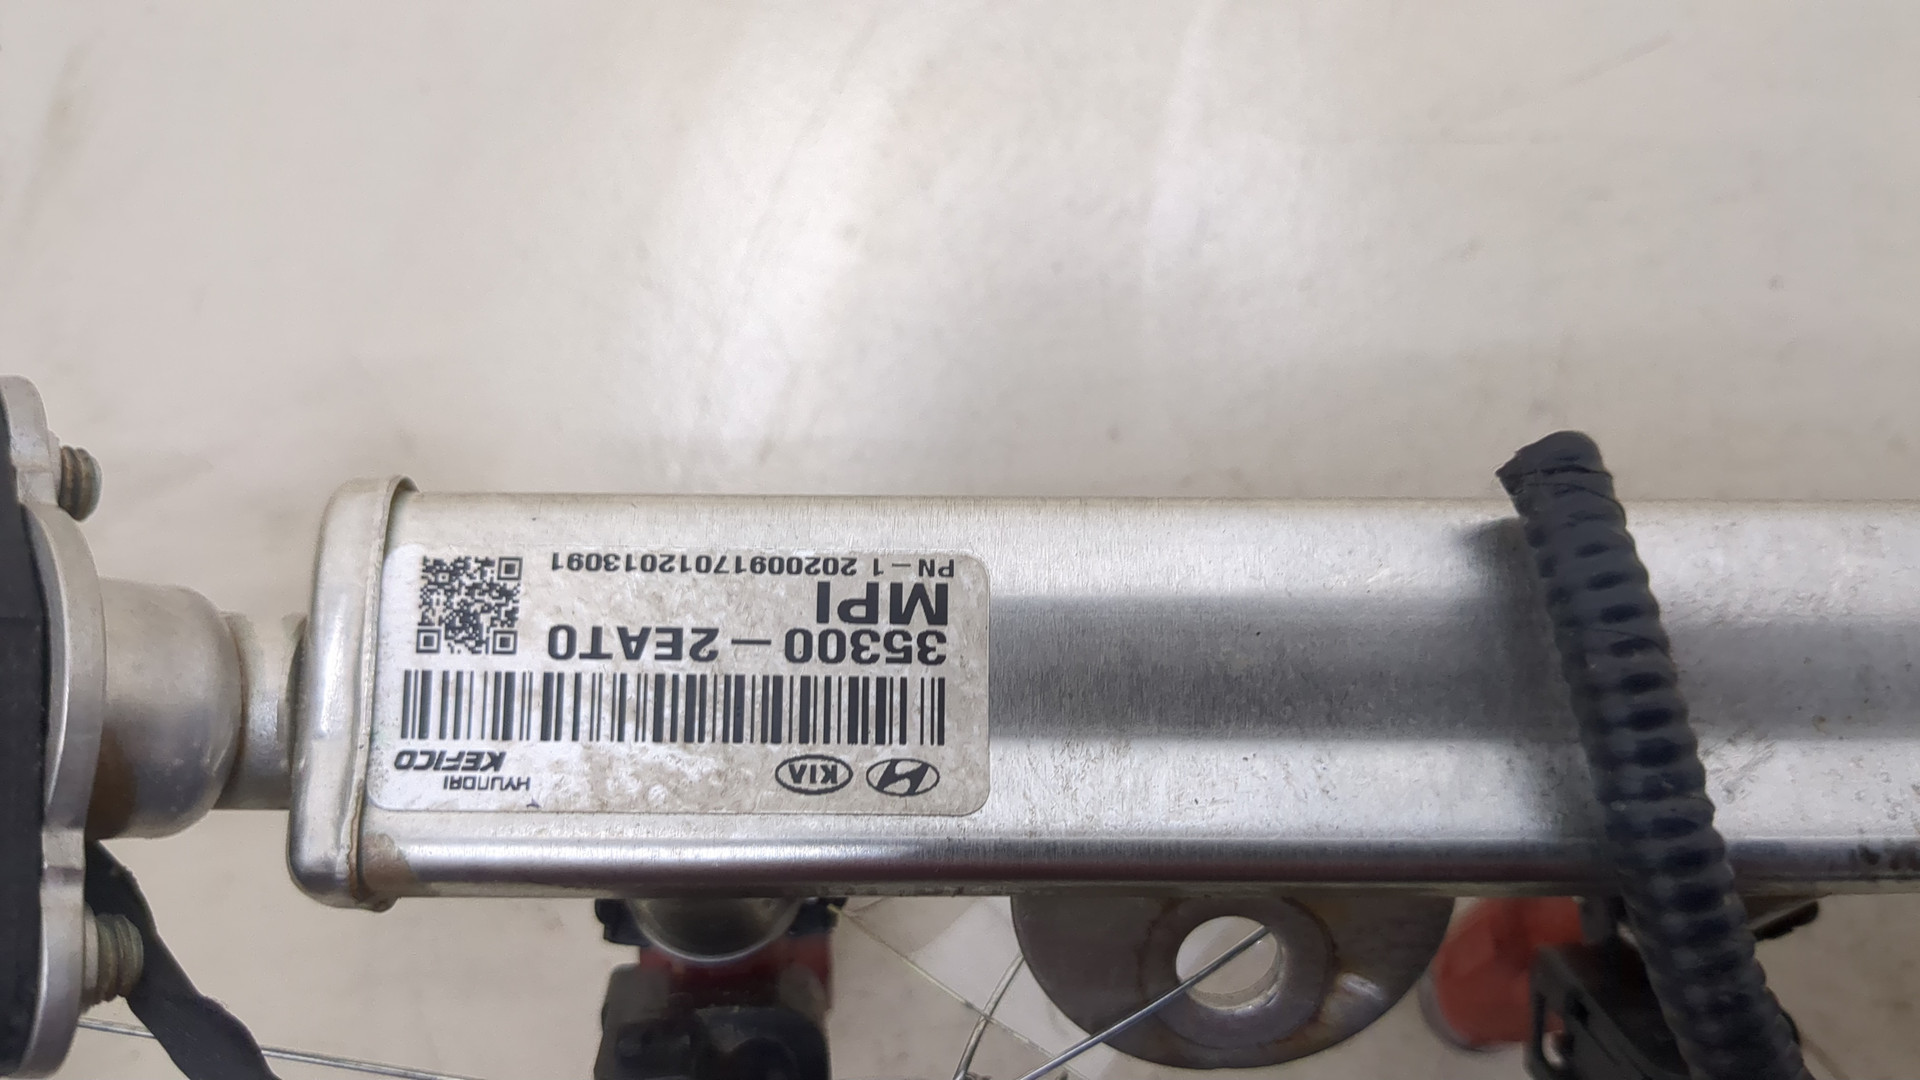 KIA
HYUNDAI
KEFICO
35300 – 2EAT0
MPI
PN – 1 20200917012013091